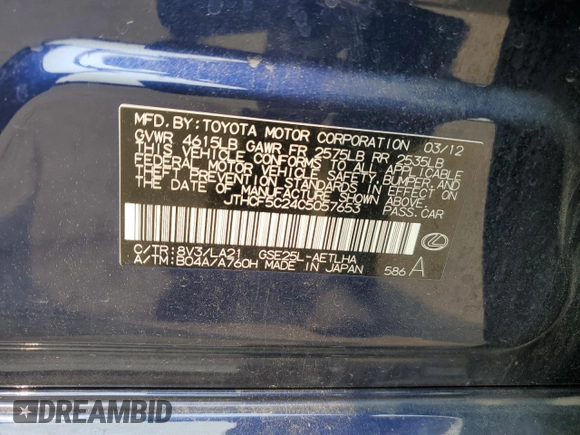 MFD. BY: TOYOTA MOTOR CORPORATION 03/12
GVWR 4615LB GAWR FR 2575LB RR 2535LB
THIS VEHICLE CONFORMS TO ALL APPLICABLE
FEDERAL MOTOR VEHICLE SAFETY, BUMPER, AND
THEFT PREVENTION STANDARDS IN EFFECT
ON THE DATE OF MANUFACTURE SHOWN ABOVE.
JTHCF5C24C5057653 PASS.CAR
C/TR:8V3/LA21 GSE25L-AETLHA
A/TM:B04A/A760H MADE IN JAPAN 586 A
DREAMBID